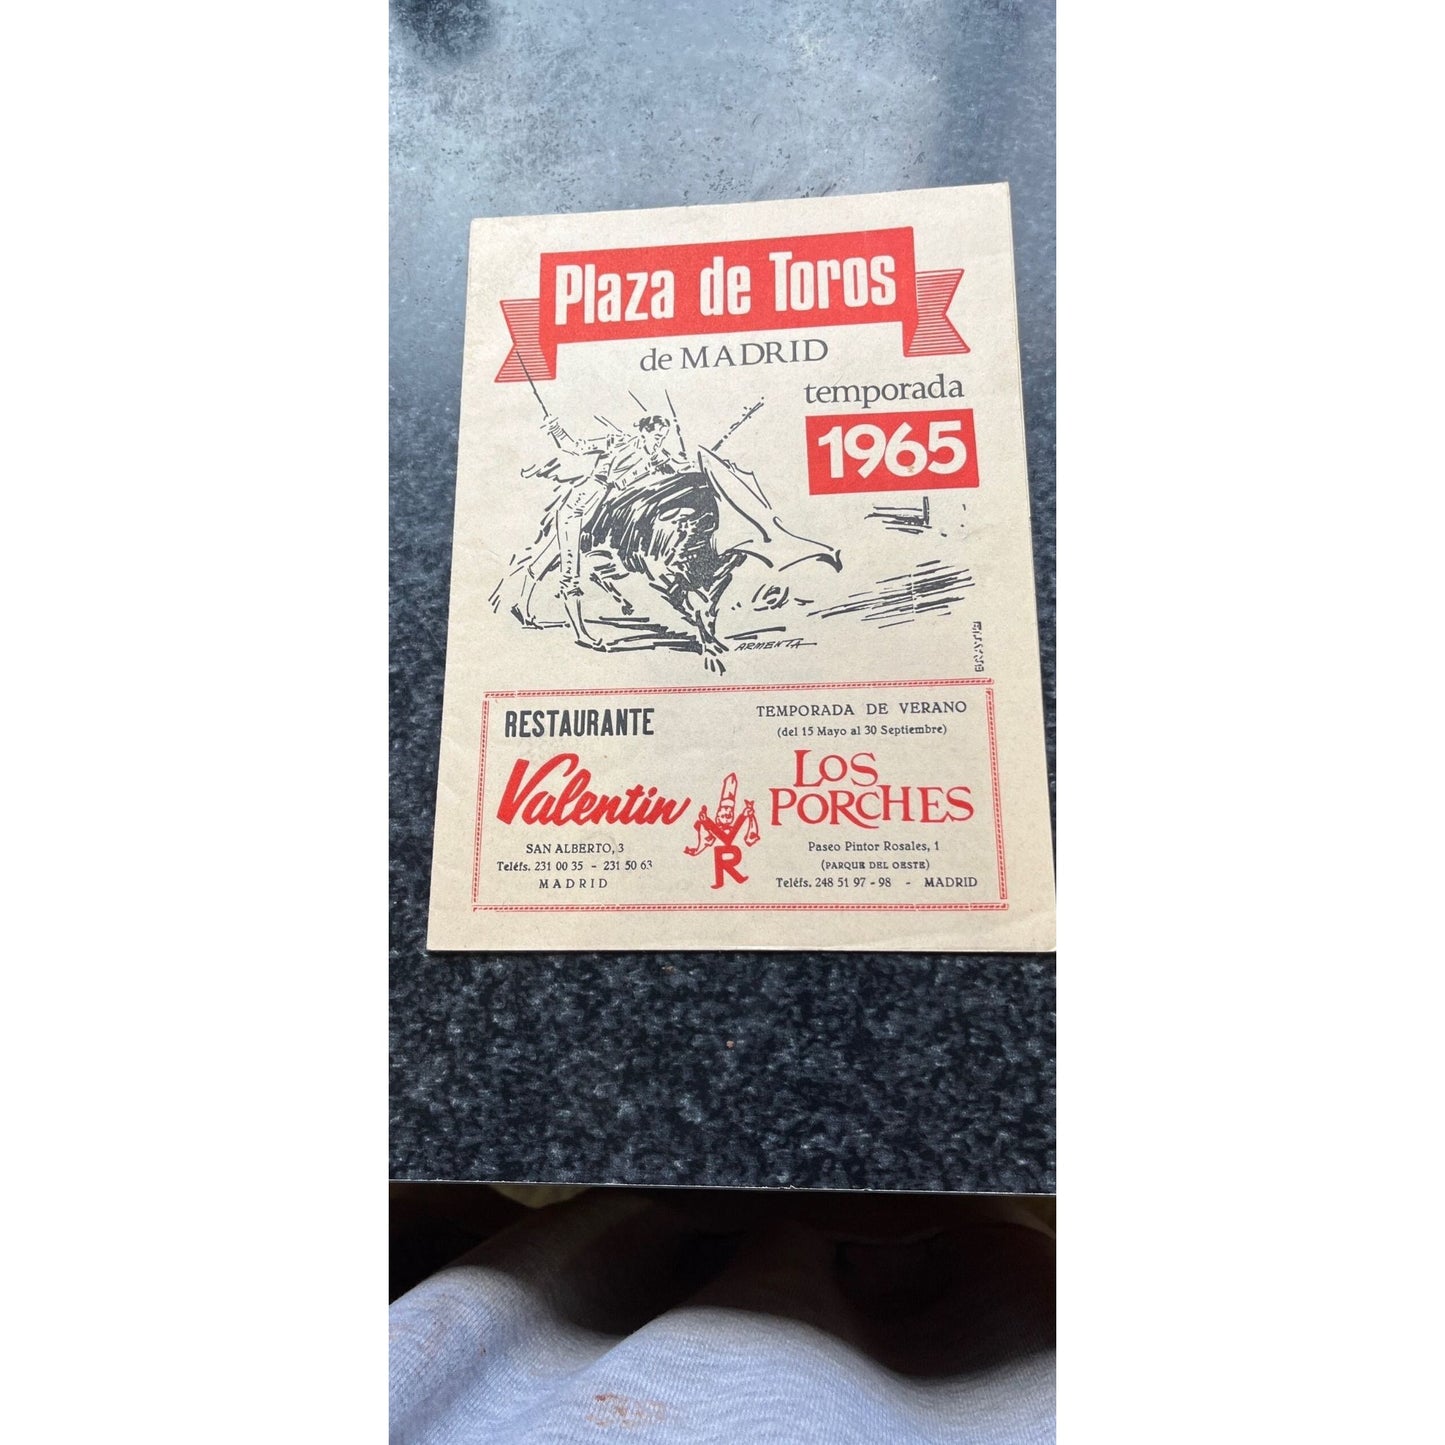 Plaza de Toros
de MADRID
temporada
1965
ARMENTA
RESTAURANTE
Valentin
SAN ALBERTO, 3
Teléfs. 231 00 35 - 231 50 63
MADRID
VR
TEMPORADA DE VERANO
(del 15 Mayo al 30 Septiembre)
LOS
PORCHES
Paseo Pintor Rosales, 1
(PARQUE DEL OESTE)
Teléfs. 248 51 97 - 98 - MADRID